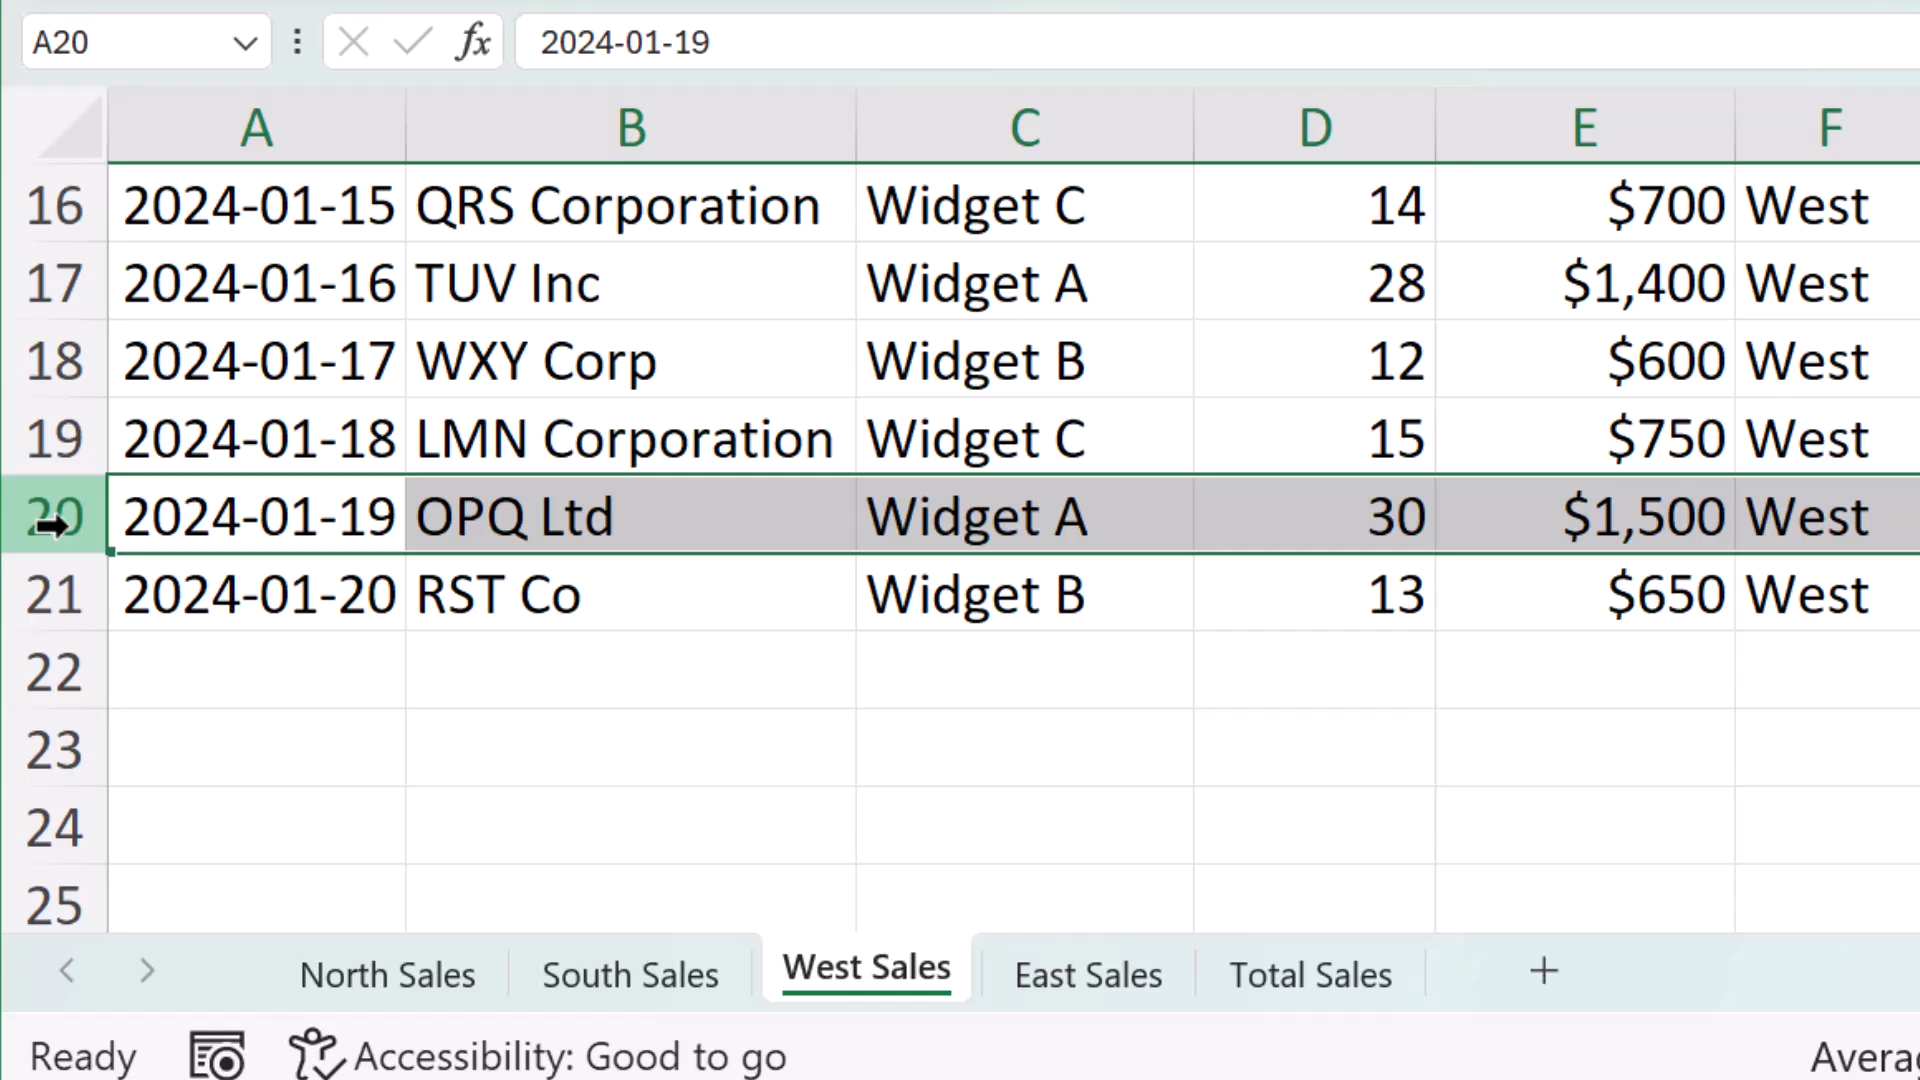 A20 fx 2024-01-19
A B C D E F
16 2024-01-15 QRS Corporation Widget C 14 $700 West
17 2024-01-16 TUV Inc Widget A 28 $1,400 West
18 2024-01-17 WXY Corp Widget B 12 $600 West
19 2024-01-18 LMN Corporation Widget C 15 $750 West
20 2024-01-19 OPQ Ltd Widget A 30 $1,500 West
21 2024-01-20 RST Co Widget B 13 $650 West
22
23
24
25
North Sales South Sales West Sales East Sales Total Sales +
Ready Accessibility: Good to go